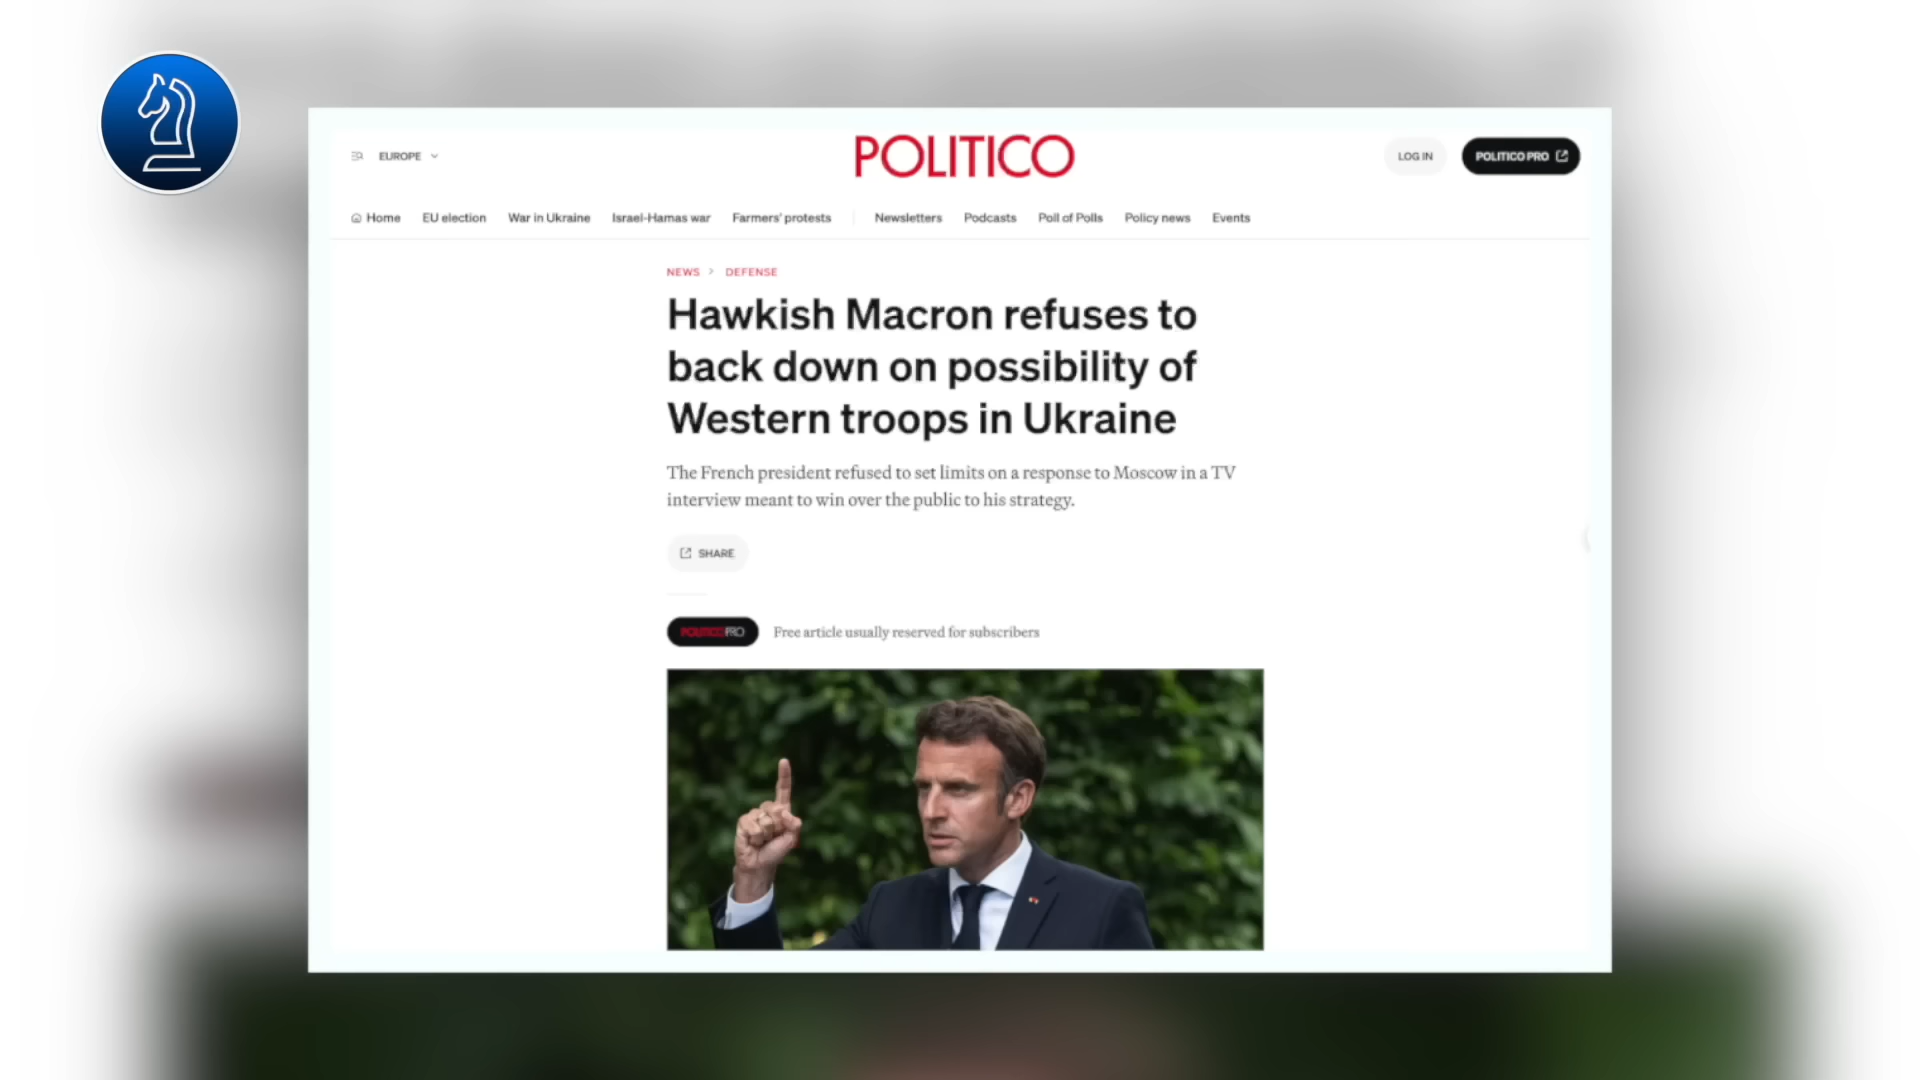 EUROPE
POLITICO
LOG IN
POLITICO PRO
Home EU election War in Ukraine Israel-Hamas war Farmers' protests Newsletters Podcasts Poll of Polls Policy news Events
NEWS > DEFENSE
Hawkish Macron refuses to
back down on possibility of
Western troops in Ukraine
The French president refused to set limits on a response to Moscow in a TV
interview meant to win over the public to his strategy.
SHARE
POLITICO PRO Free article usually reserved for subscribers